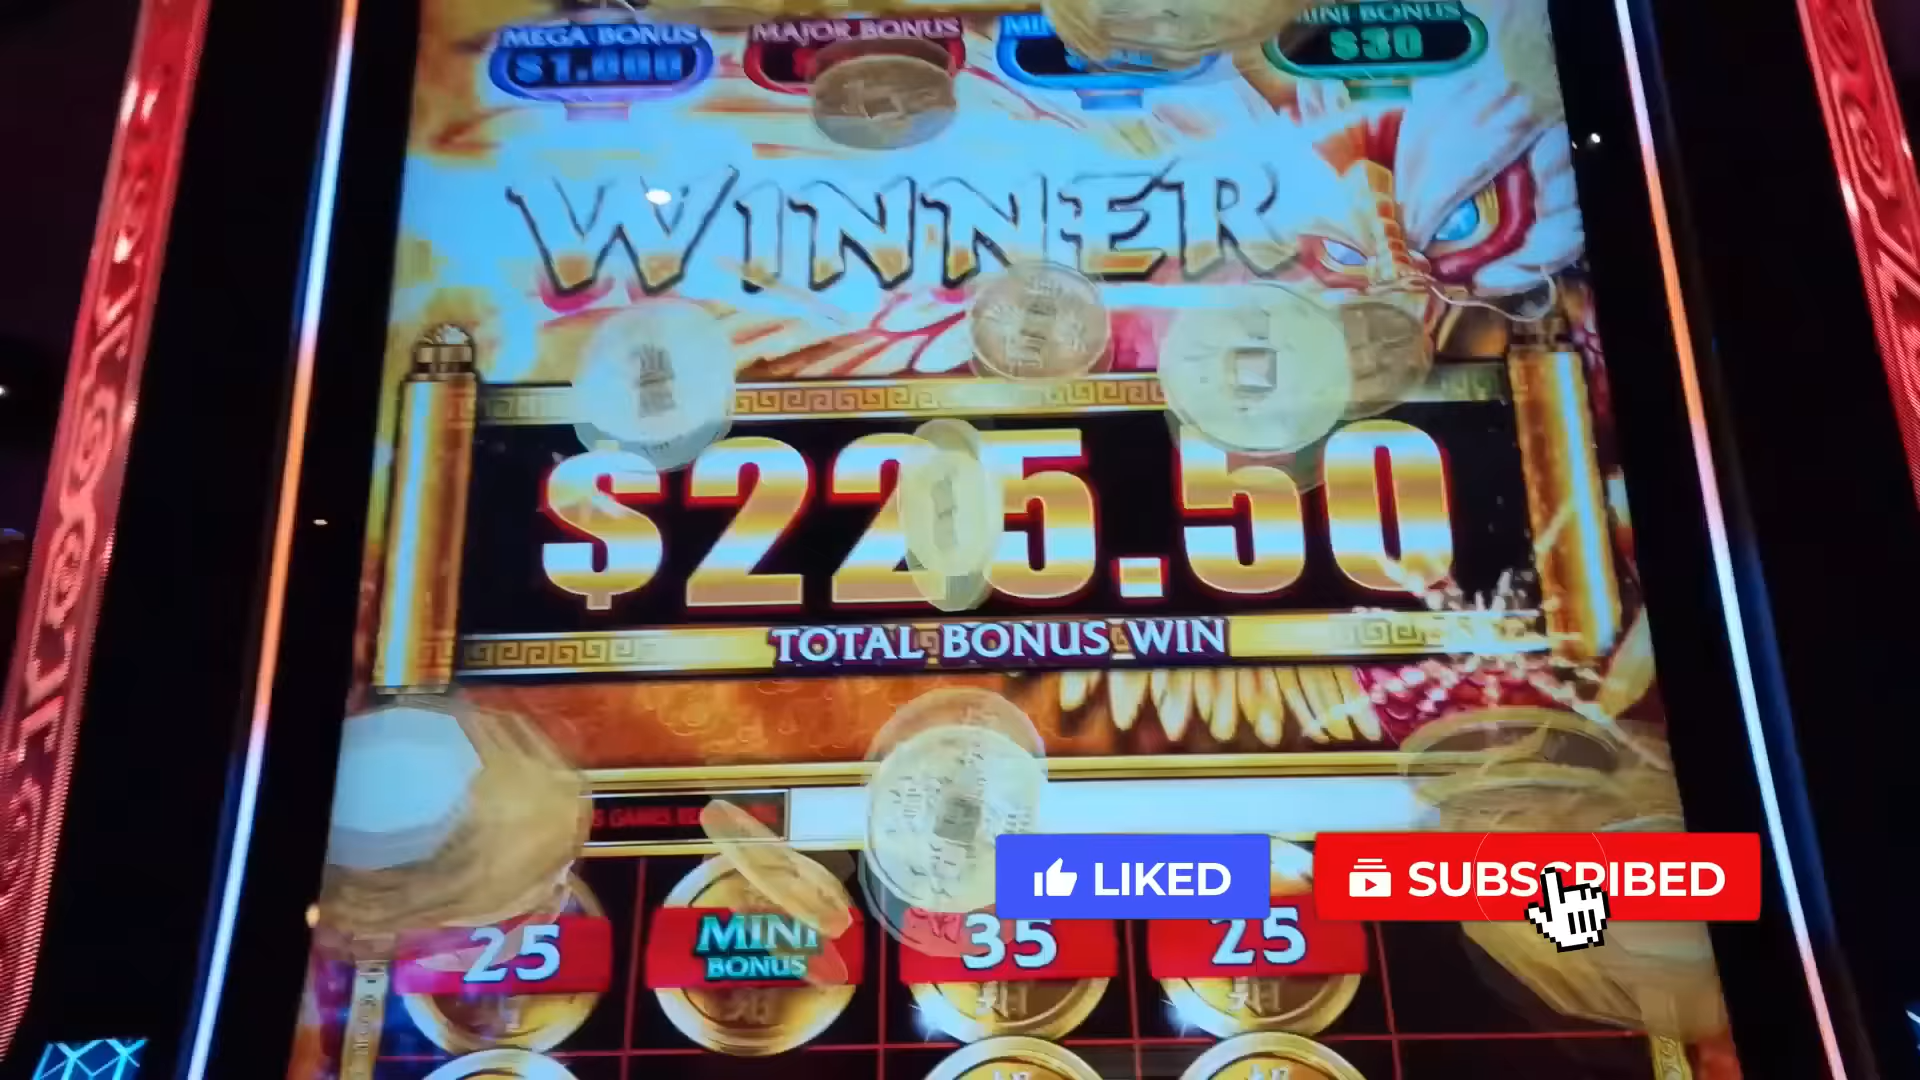 MEGA BONUS
$1,000
MAJOR BONUS
MINI BONUS
$30
WINNER
$225.50
TOTAL BONUS WIN
LIKED
SUBSCRIBED
25
MINI BONUS
35
25